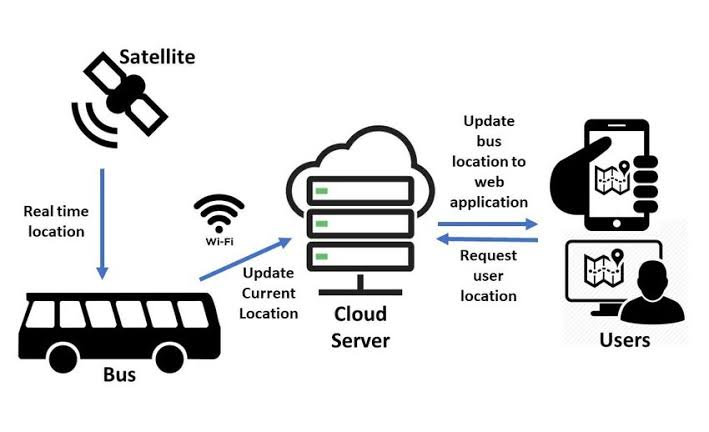 Satellite
Real time
location
Wi-Fi
Update
Current
Location
Bus
Cloud
Server
Update
bus
location to
web
application
Request
user
location
Users